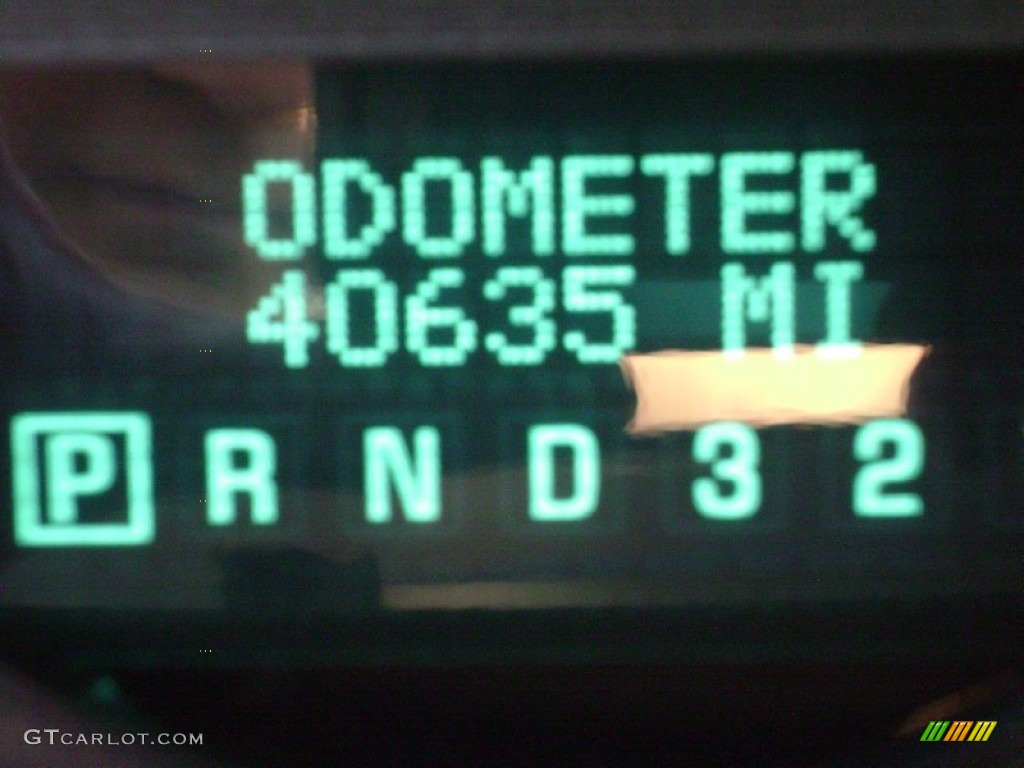 ODOMETER
40635 MI
P R N D 3 2
GTCARLOT.COM